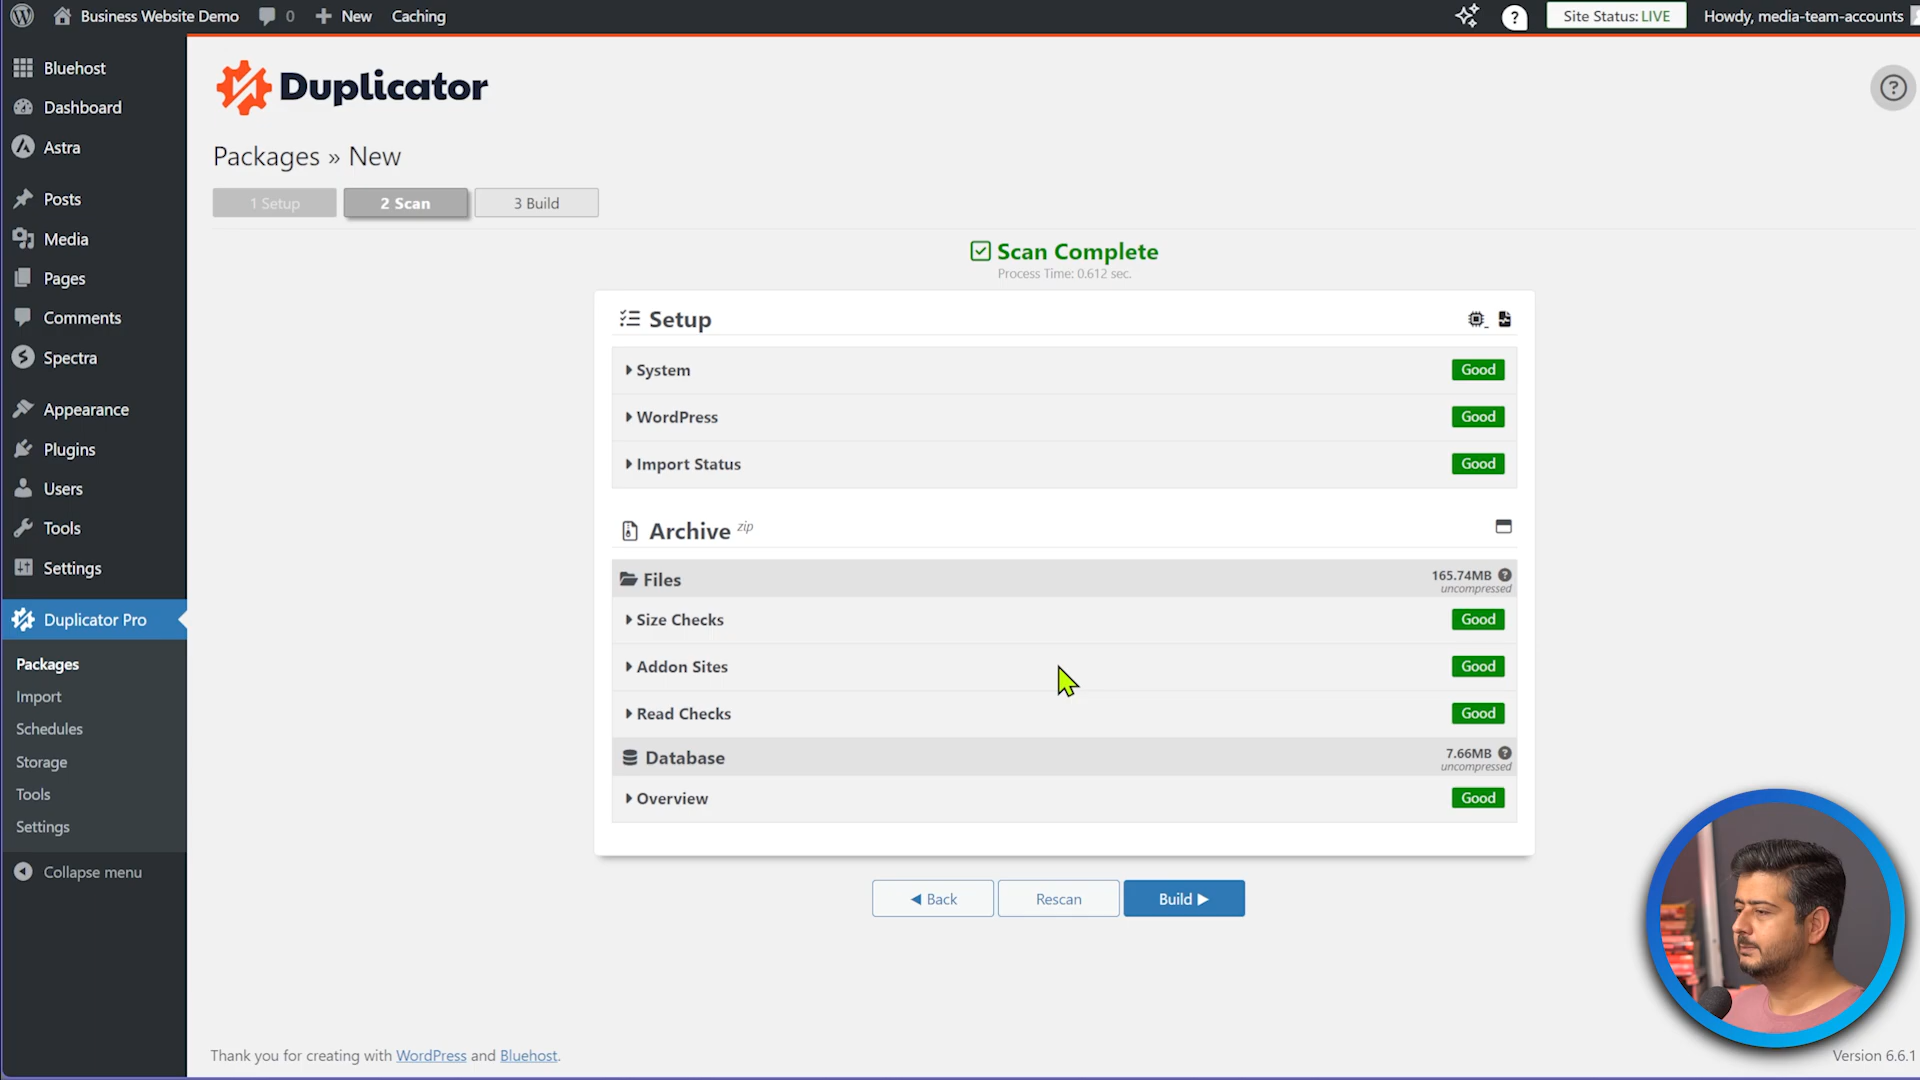 Business Website Demo 0 New Caching Site Status: LIVE Howdy, media-team-accounts
Bluehost
Dashboard
Astra
Posts
Media
Pages
Comments
Spectra
Appearance
Plugins
Users
Tools
Settings
Duplicator Pro
Packages
Import
Schedules
Storage
Tools
Settings
Collapse menu
Duplicator
Packages » New
1 Setup 2 Scan 3 Build
Scan Complete
Process Time: 0.612 sec.
Setup
System Good
WordPress Good
Import Status Good
Archive zip
Files 165.74MB
uncompressed
Size Checks Good
Addon Sites Good
Read Checks Good
Database 7.66MB
uncompressed
Overview Good
Back Rescan Build
Thank you for creating with WordPress and Bluehost. Version 6.6.1